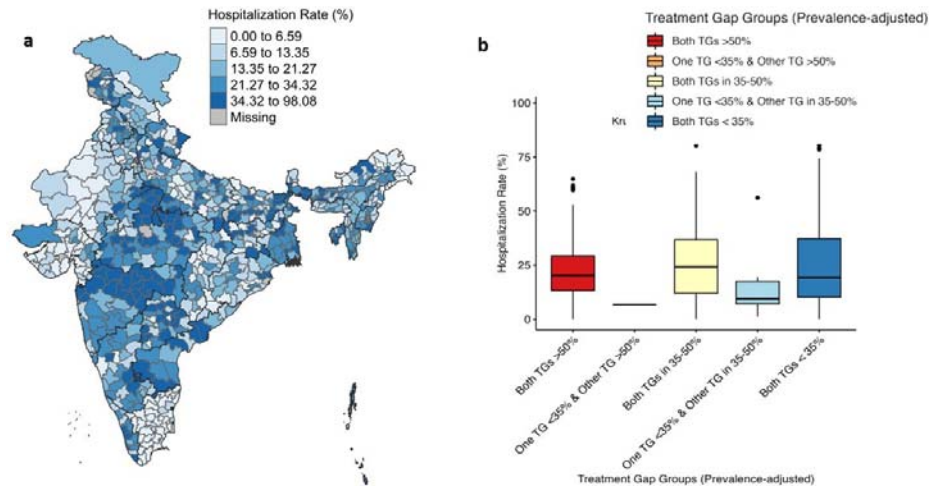 a
Hospitalization Rate (%)
0.00 to 6.59
6.59 to 13.35
13.35 to 21.27
21.27 to 34.32
34.32 to 98.08
Missing
b
Treatment Gap Groups (Prevalence-adjusted)
Both TGs >50%
One TG <35% & Other TG >50%
Both TGs in 35-50%
One TG <35% & Other TG in 35-50%
Both TGs < 35%
Kru
Hospitalization Rate (%)
100
75
50
25
0
Both TGs >50%
One TG <35% & Other TG >50%
Both TGs in 35-50%
One TG <35% & Other TG in 35-50%
Both TGs < 35%
Treatment Gap Groups (Prevalence-adjusted)